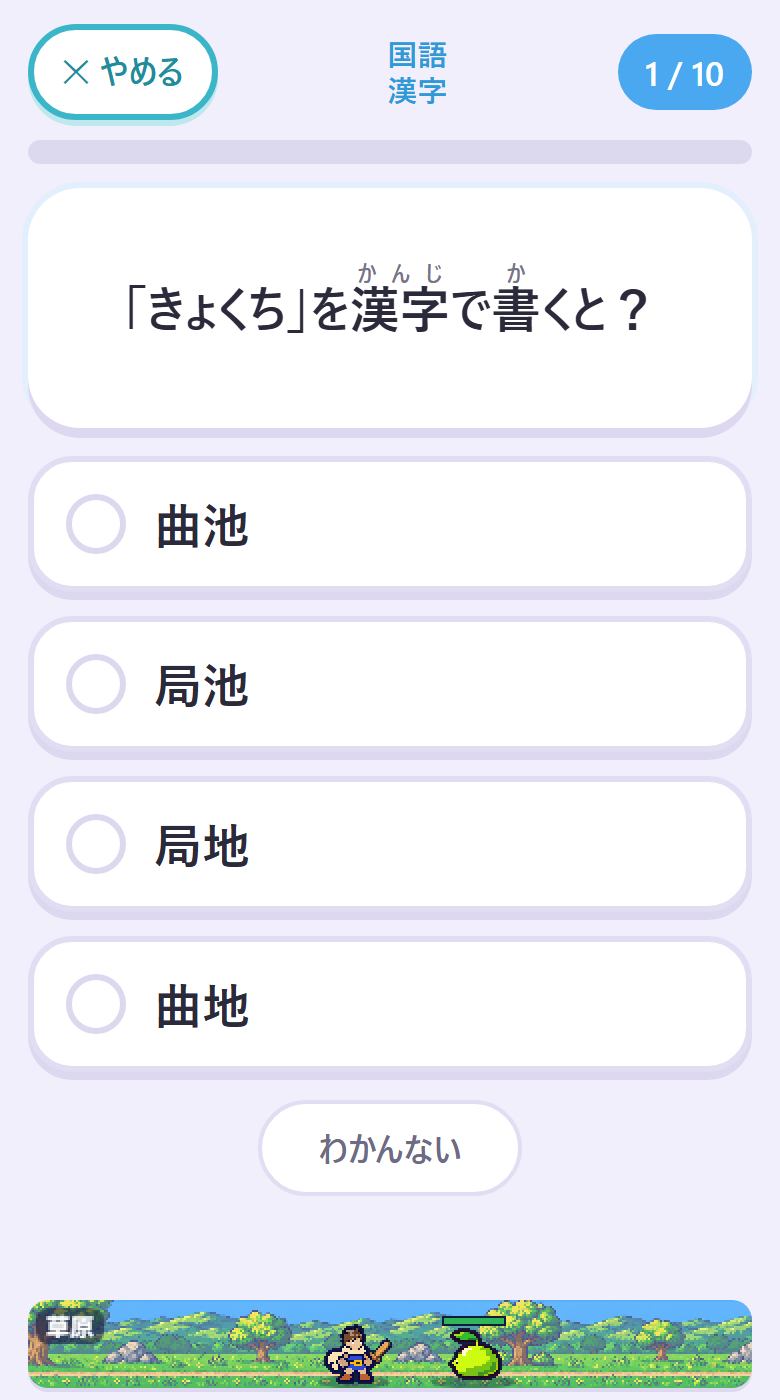 × やめる
国語
漢字
1 / 10
かんじ か
「きょくち」を漢字で書くと？
曲池
局池
局地
曲地
わかんない
草原